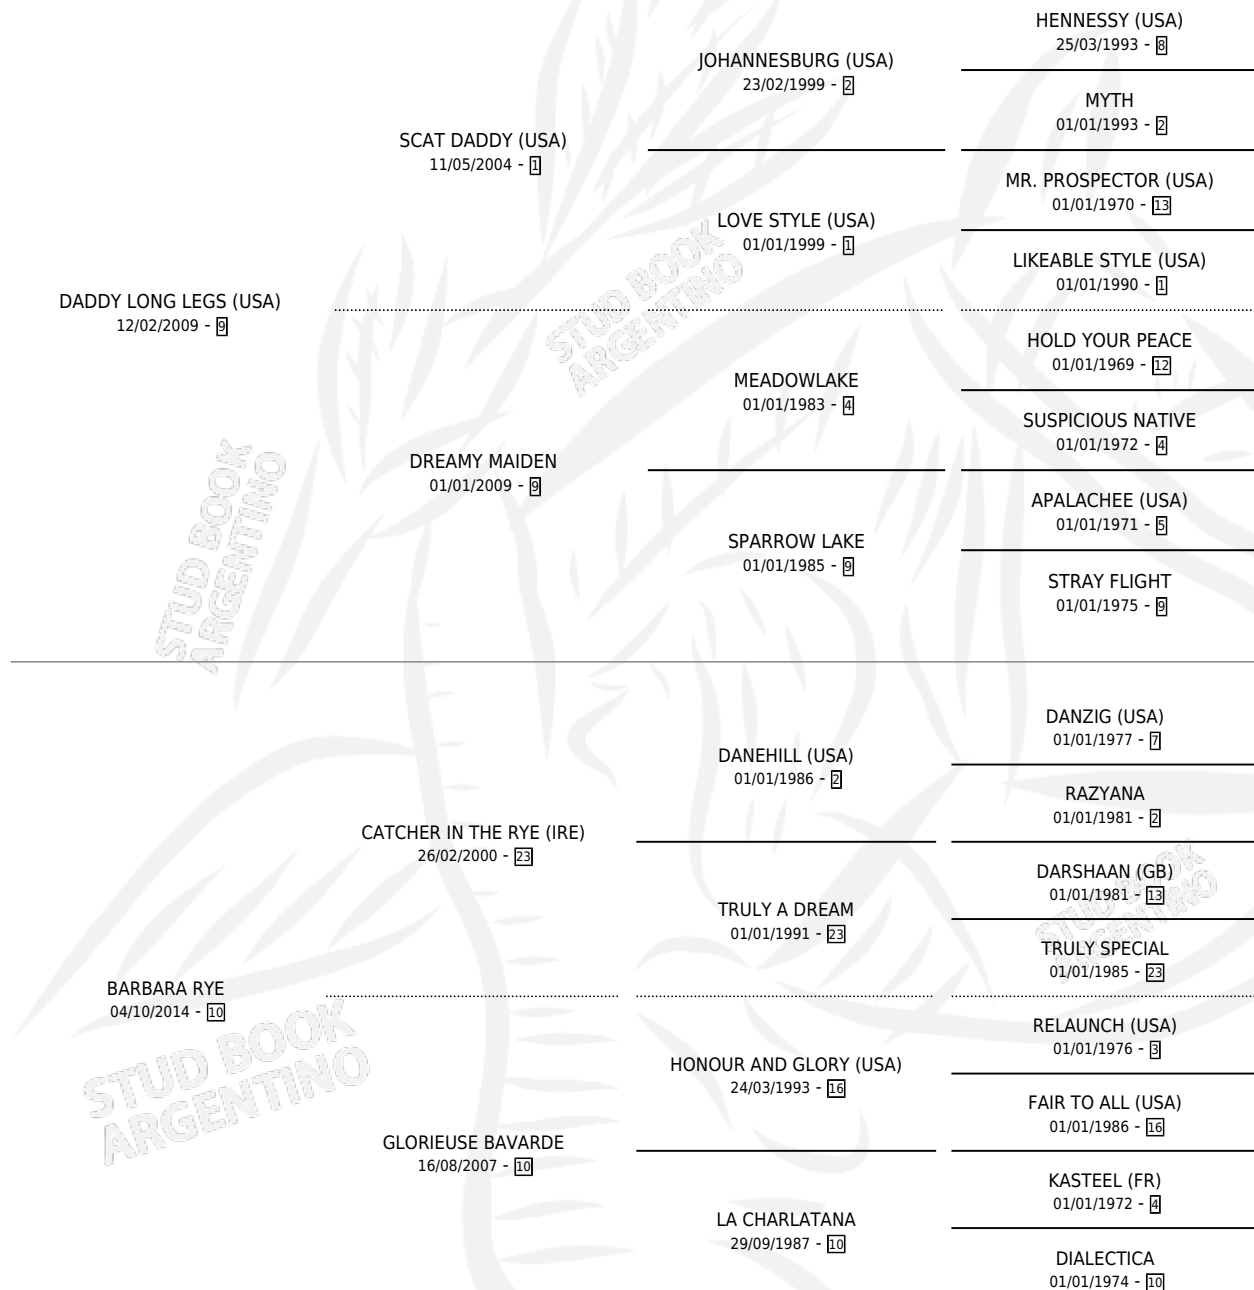 HENNESSY (USA)
25/03/1993 - 8
JOHANNESBURG (USA)
23/02/1999 - 2
MYTH
01/01/1993 - 2
SCAT DADDY (USA)
11/05/2004 - 1
MR. PROSPECTOR (USA)
01/01/1970 - 13
LOVE STYLE (USA)
01/01/1999 - 1
LIKEABLE STYLE (USA)
01/01/1990 - 1
DADDY LONG LEGS (USA)
12/02/2009 - 9
HOLD YOUR PEACE
01/01/1969 - 12
MEADOWLAKE
01/01/1983 - 4
SUSPICIOUS NATIVE
01/01/1972 - 4
DREAMY MAIDEN
01/01/2009 - 9
APALACHEE (USA)
01/01/1971 - 5
SPARROW LAKE
01/01/1985 - 9
STRAY FLIGHT
01/01/1975 - 9
DANZIG (USA)
01/01/1977 - 7
DANEHILL (USA)
01/01/1986 - 2
RAZYANA
01/01/1981 - 2
CATCHER IN THE RYE (IRE)
26/02/2000 - 23
DARSHAAN (GB)
01/01/1981 - 13
TRULY A DREAM
01/01/1991 - 23
TRULY SPECIAL
01/01/1985 - 23
BARBARA RYE
04/10/2014 - 10
RELAUNCH (USA)
01/01/1976 - 3
HONOUR AND GLORY (USA)
24/03/1993 - 16
FAIR TO ALL (USA)
01/01/1986 - 16
GLORIEUSE BAVARDE
16/08/2007 - 10
KASTEEL (FR)
01/01/1972 - 4
LA CHARLATANA
29/09/1987 - 10
DIALECTICA
01/01/1974 - 10
STUD BOOK
ARGENTINO
STUD BOOK
ARGENTINO
STUD BOOK
ARGENTINO
STUD BOOK
ARGENTINO